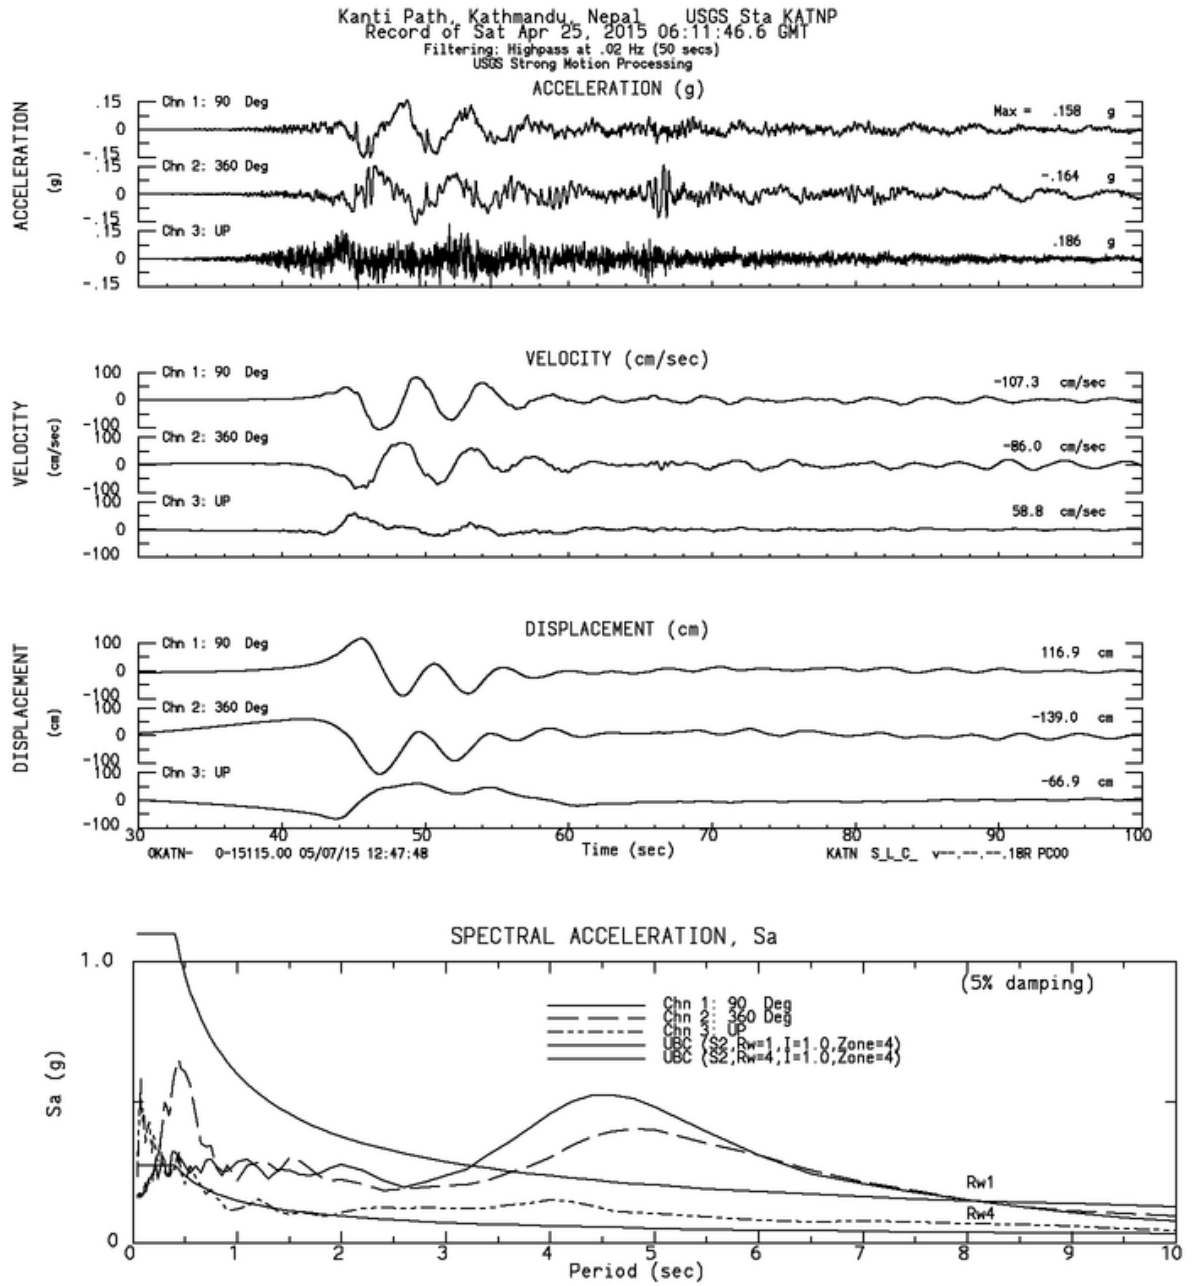 Kanti Path, Kathmandu, Nepal USGS Sta KATNP
Record of Sat Apr 25, 2015 06:11:46.6 GMT
Filtering: Highpass at .02 Hz (50 secs)
USGS Strong Motion Processing
ACCELERATION (g)
ACCELERATION
(g)
.15
0
-.15
Chn 1: 90 Deg
Max = .158 g
.15
0
-.15
Chn 2: 360 Deg
-.164 g
.15
0
-.15
Chn 3: UP
.186 g
VELOCITY (cm/sec)
VELOCITY
(cm/sec)
100
0
-100
Chn 1: 90 Deg
-107.3 cm/sec
100
0
-100
Chn 2: 360 Deg
-86.0 cm/sec
100
0
-100
Chn 3: UP
58.8 cm/sec
DISPLACEMENT (cm)
DISPLACEMENT
(cm)
100
0
-100
Chn 1: 90 Deg
116.9 cm
100
0
-100
Chn 2: 360 Deg
-139.0 cm
100
0
-100
Chn 3: UP
-66.9 cm
30 40 50 60 70 80 90 100
Time (sec)
0KATN- 0-15115.00 05/07/15 12:47:48
KATN S_L_C_ v--.--.--.18R PC00
SPECTRAL ACCELERATION, Sa
(5% damping)
Sa (g)
1.0
0
Chn 1: 90 Deg
Chn 2: 360 Deg
Chn 3: UP
UBC (S2,Rw=1,I=1.0,Zone=4)
UBC (S2,Rw=4,I=1.0,Zone=4)
Rw1
Rw4
0 1 2 3 4 5 6 7 8 9 10
Period (sec)